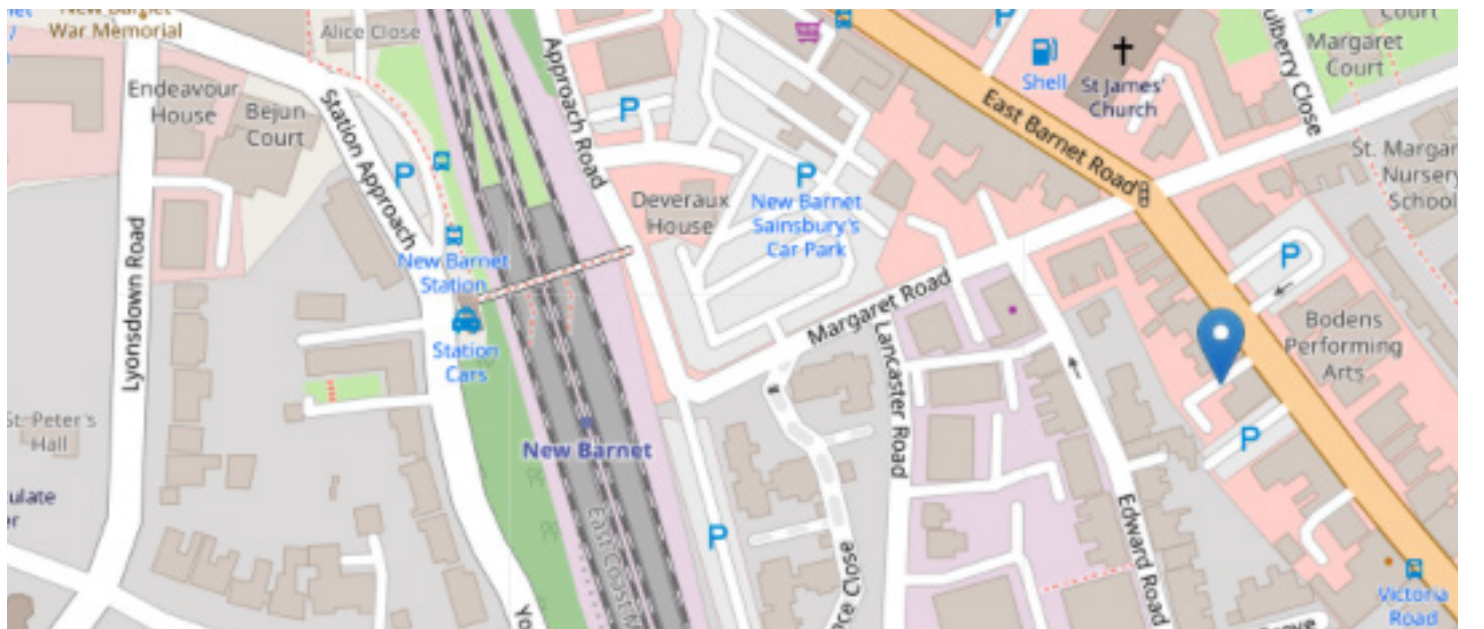 New Barnet
War Memorial
Alice Close
Approach Road
Endeavour
House
Bejun
Court
Station Approach
P
P
Deveraux
House
P
New Barnet
Sainsbury's
Car Park
Shell
St James'
Church
P
East Barnet Road
Court
Margaret
Court
St.
Nursery
School
New Barnet
Station
Station
Cars
Lyonsdown Road
Margaret Road
Lancaster Road
P
Bodens
Performing
Arts
St. Peter's
Hall
New Barnet
P
P
Close
Edward Road
Victoria
Road